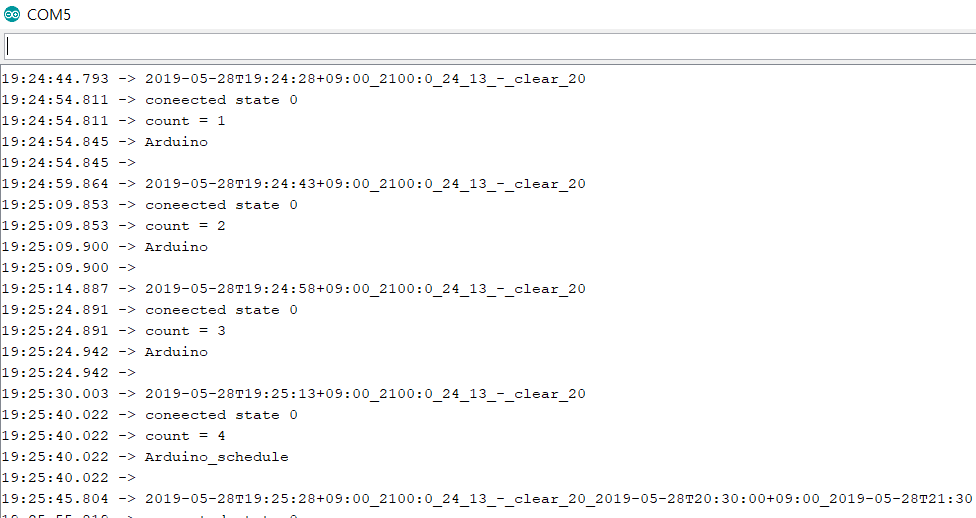 COM5
19:24:44.793 -> 2019-05-28T19:24:28+09:00_2100:0_24_13_-_clear_20
19:24:54.811 -> coneected state 0
19:24:54.811 -> count = 1
19:24:54.845 -> Arduino
19:24:54.845 ->
19:24:59.864 -> 2019-05-28T19:24:43+09:00_2100:0_24_13_-_clear_20
19:25:09.853 -> coneected state 0
19:25:09.853 -> count = 2
19:25:09.900 -> Arduino
19:25:09.900 ->
19:25:14.887 -> 2019-05-28T19:24:58+09:00_2100:0_24_13_-_clear_20
19:25:24.891 -> coneected state 0
19:25:24.891 -> count = 3
19:25:24.942 -> Arduino
19:25:24.942 ->
19:25:30.003 -> 2019-05-28T19:25:13+09:00_2100:0_24_13_-_clear_20
19:25:40.022 -> coneected state 0
19:25:40.022 -> count = 4
19:25:40.022 -> Arduino_schedule
19:25:40.022 ->
19:25:45.804 -> 2019-05-28T19:25:28+09:00_2100:0_24_13_-_clear_20_2019-05-28T20:30:00+09:00_2019-05-28T21:30